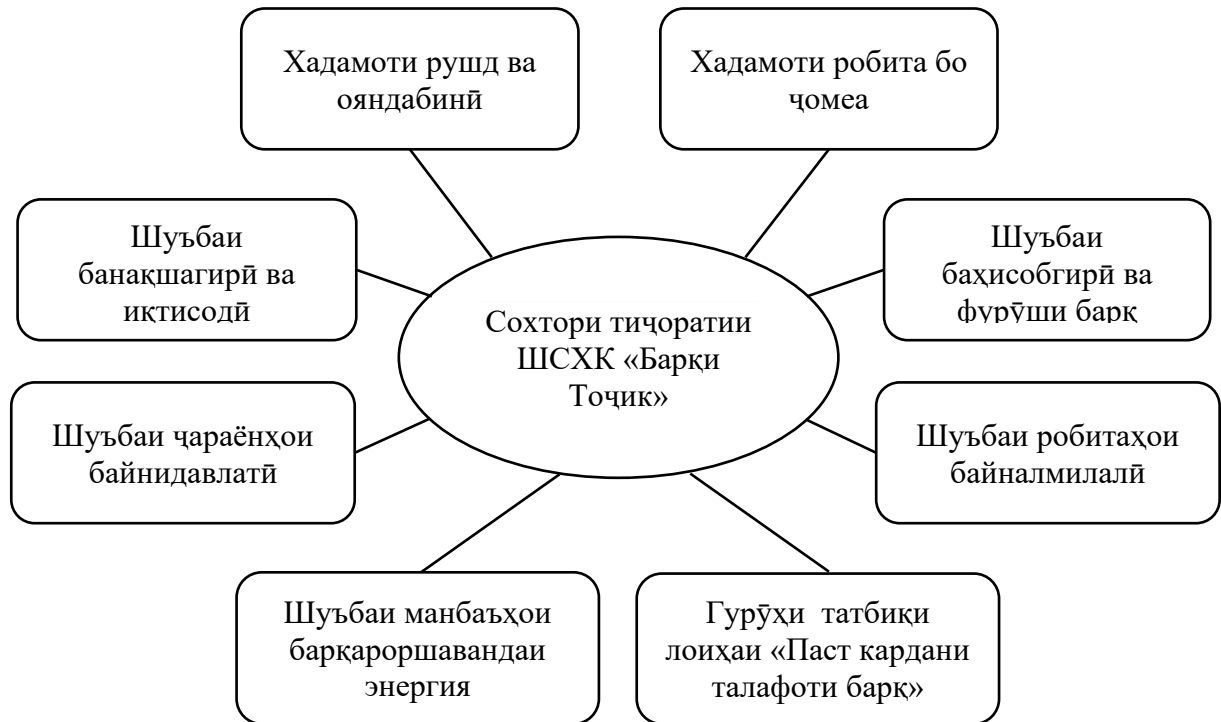 Хадамоти рушд ва
ояндабинӣ
Хадамоти робита бо
ҷомеа
Шуъбаи
банақшагирӣ ва
иқтисодӣ
Шуъбаи
баҳисобгирӣ ва
фурӯши барқ
Сохтори тиҷоратии
ШСХК «Барқи
Тоҷик»
Шуъбаи ҷараёнҳои
байнидавлатӣ
Шуъбаи робитаҳои
байналмилалӣ
Шуъбаи манбаъҳои
барқароршавандаи
энергия
Гурӯҳи татбиқи
лоиҳаи «Паст кардани
талафоти барқ»